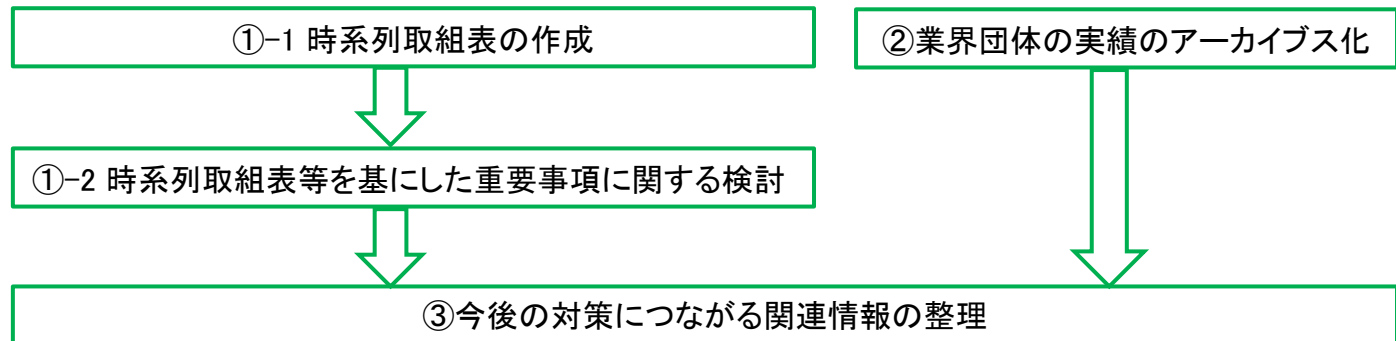 ①-1 時系列取組表の作成
②業界団体の実績のアーカイブス化
①-2 時系列取組表等を基にした重要事項に関する検討
③今後の対策につながる関連情報の整理